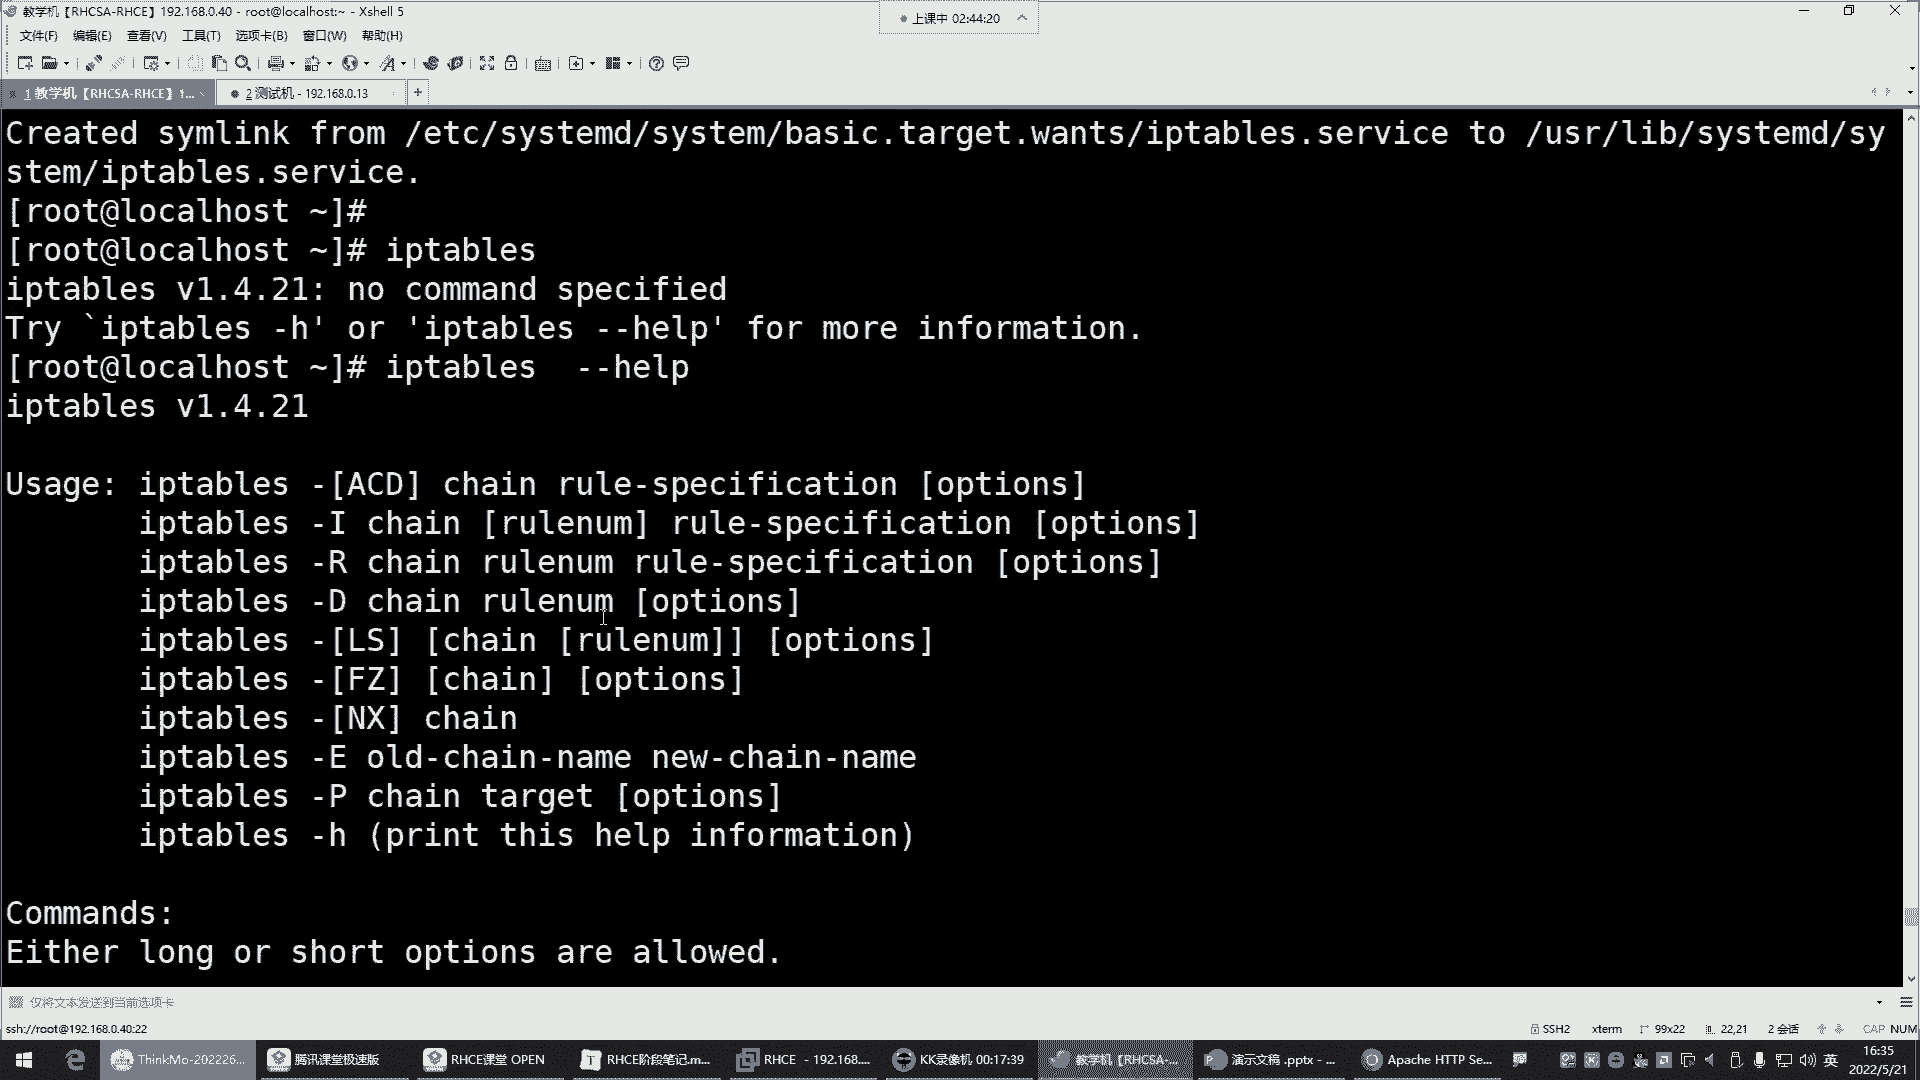 教学机【RHCSA-RHCE】192.168.0.40 - root@localhost:~ - Xshell 5
上课中 02:44:20
文件(F) 编辑(E) 查看(V) 工具(T) 选项卡(B) 窗口(W) 帮助(H)
1 教学机【RHCSA-RHCE】1... 2 测试机 - 192.168.0.13 +
Created symlink from /etc/systemd/system/basic.target.wants/iptables.service to /usr/lib/systemd/sy
stem/iptables.service.
[root@localhost ~]#
[root@localhost ~]# iptables
iptables v1.4.21: no command specified
Try `iptables -h' or 'iptables --help' for more information.
[root@localhost ~]# iptables  --help
iptables v1.4.21
Usage: iptables -[ACD] chain rule-specification [options]
iptables -I chain [rulenum] rule-specification [options]
iptables -R chain rulenum rule-specification [options]
iptables -D chain rulenum [options]
iptables -[LS] [chain [rulenum]] [options]
iptables -[FZ] [chain] [options]
iptables -[NX] chain
iptables -E old-chain-name new-chain-name
iptables -P chain target [options]
iptables -h (print this help information)
Commands:
Either long or short options are allowed.
仅将文本发送到当前选项卡
ssh://root@192.168.0.40:22 SSH2 xterm 99x22 22,21 2 会话 CAP NUM
ThinkMo-202226... 腾讯课堂极速版 RHCE课堂 OPEN RHCE阶段笔记.m... RHCE - 192.168.... KK录像机 00:17:39 教学机【RHCSA-... 演示文稿 .pptx - ... Apache HTTP Se... 英 16:35
2022/5/21